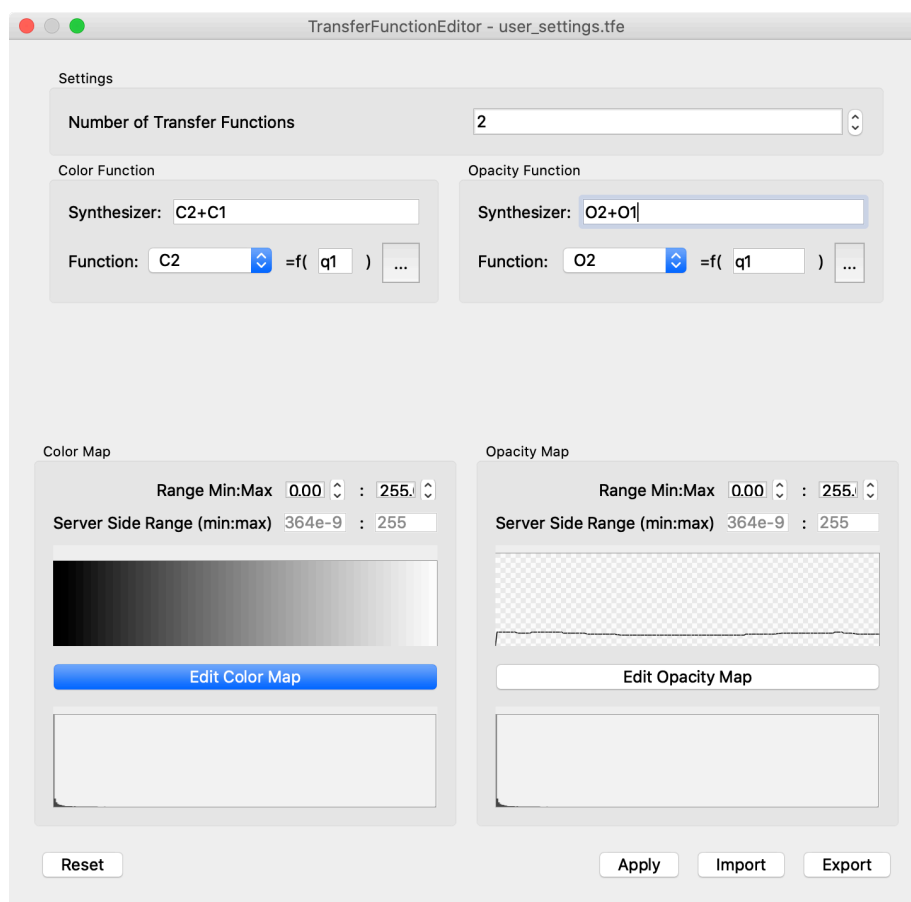 TransferFunctionEditor - user_settings.tfe
Settings
Number of Transfer Functions 2
Color Function
Synthesizer: C2+C1
Function: C2 =f( q1 ) ...
Opacity Function
Synthesizer: O2+O1
Function: O2 =f( q1 ) ...
Color Map
Range Min:Max 0.00 : 255.
Server Side Range (min:max) 364e-9 : 255
Edit Color Map
Opacity Map
Range Min:Max 0.00 : 255.
Server Side Range (min:max) 364e-9 : 255
Edit Opacity Map
Reset Apply Import Export